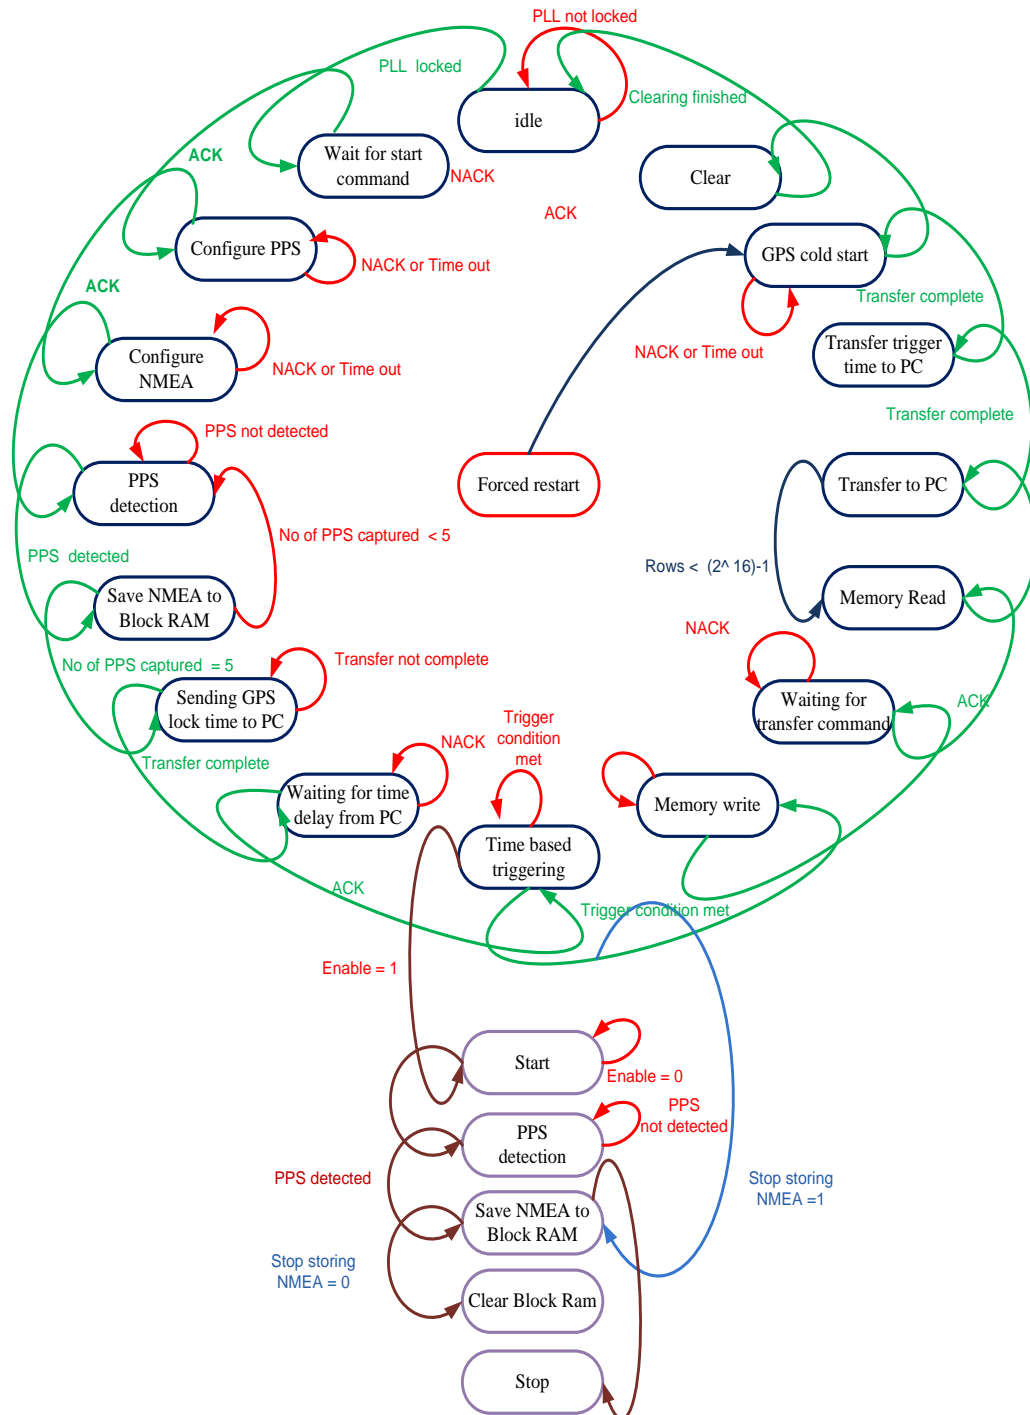 PLL not locked
PLL locked
Clearing finished
idle
Wait for start
command
NACK
Clear
ACK
ACK
Configure PPS
GPS cold start
NACK or Time out
Transfer complete
ACK
NACK or Time out
Configure
NMEA
NACK or Time out
Transfer trigger
time to PC
Transfer complete
PPS not detected
PPS
detection
Forced restart
Transfer to PC
No of PPS captured < 5
PPS detected
Rows < (2^ 16)-1
Save NMEA to
Block RAM
Memory Read
NACK
No of PPS captured = 5
Transfer not complete
Sending GPS
lock time to PC
Waiting for
transfer command
ACK
Trigger
condition
met
NACK
Transfer complete
Waiting for time
delay from PC
Memory write
Time based
triggering
ACK
Trigger condition met
Enable = 1
Start
Enable = 0
PPS
not detected
PPS
detection
PPS detected
Stop storing
NMEA =1
Save NMEA to
Block RAM
Stop storing
NMEA = 0
Clear Block Ram
Stop